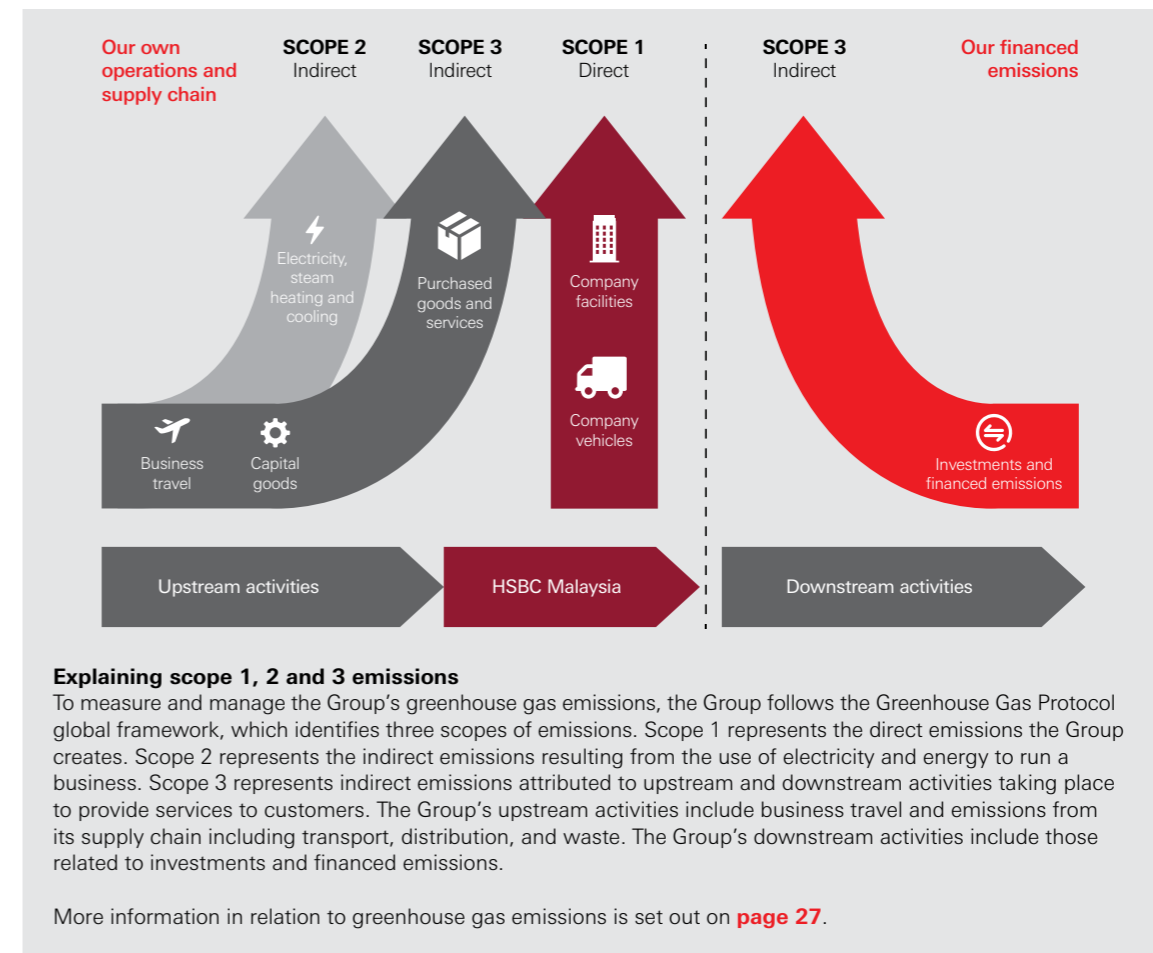 Our own
operations and
supply chain
SCOPE 2
Indirect
SCOPE 3
Indirect
SCOPE 1
Direct
SCOPE 3
Indirect
Our financed
emissions
Electricity,
steam
heating and
cooling
Purchased
goods and
services
Company
facilities
Company
vehicles
Business
travel
Capital
goods
Investments and
financed emissions
Upstream activities
HSBC Malaysia
Downstream activities
Explaining scope 1, 2 and 3 emissions
To measure and manage the Group’s greenhouse gas emissions, the Group follows the Greenhouse Gas Protocol
global framework, which identifies three scopes of emissions. Scope 1 represents the direct emissions the Group
creates. Scope 2 represents the indirect emissions resulting from the use of electricity and energy to run a
business. Scope 3 represents indirect emissions attributed to upstream and downstream activities taking place
to provide services to customers. The Group’s upstream activities include business travel and emissions from
its supply chain including transport, distribution, and waste. The Group’s downstream activities include those
related to investments and financed emissions.
More information in relation to greenhouse gas emissions is set out on page 27.